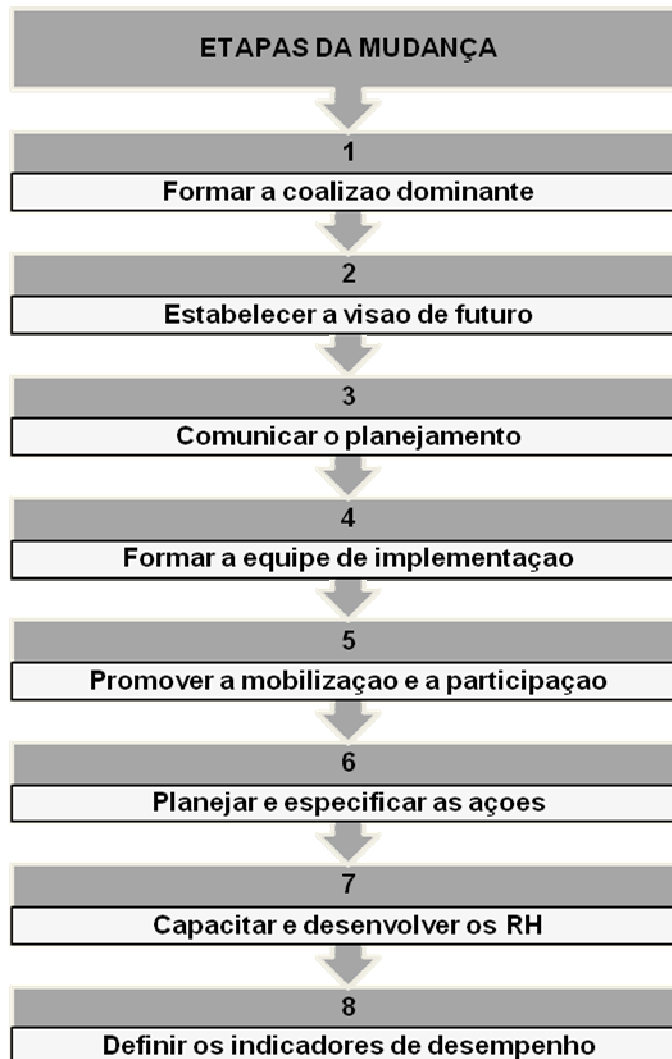 ETAPAS DA MUDANÇA
1
Formar a coalizao dominante
2
Estabelecer a visao de futuro
3
Comunicar o planejamento
4
Formar a equipe de implementaçao
5
Promover a mobilizaçao e a participaçao
6
Planejar e especificar as açoes
7
Capacitar e desenvolver os RH
8
Definir os indicadores de desempenho